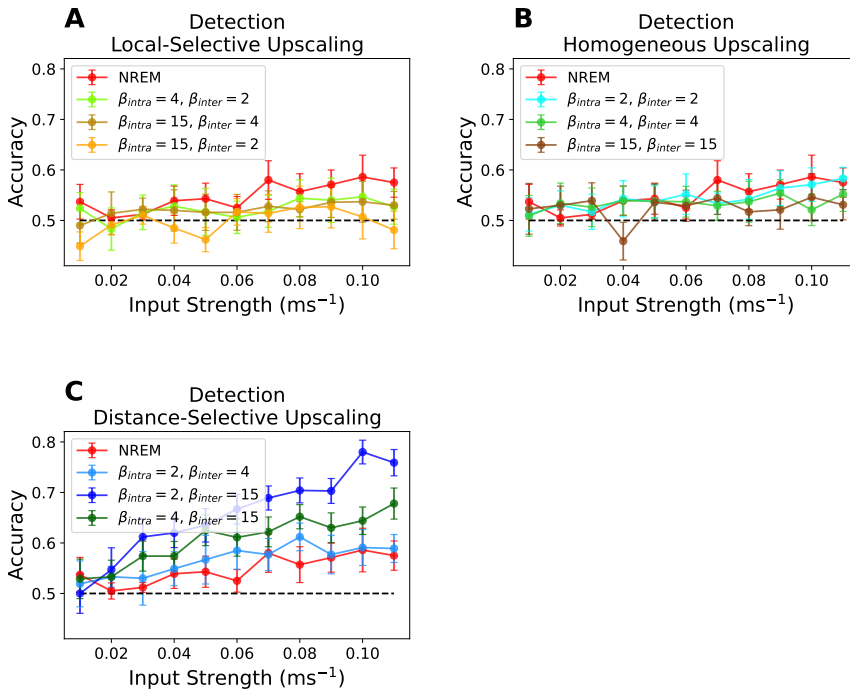 A
Detection
Local-Selective Upscaling
0.8
0.7
0.6
0.5
Accuracy
NREM
β_intra = 4, β_inter = 2
β_intra = 15, β_inter = 4
β_intra = 15, β_inter = 2
0.02 0.04 0.06 0.08 0.10
Input Strength (ms⁻¹)
B
Detection
Homogeneous Upscaling
0.8
0.7
0.6
0.5
Accuracy
NREM
β_intra = 2, β_inter = 2
β_intra = 4, β_inter = 4
β_intra = 15, β_inter = 15
0.02 0.04 0.06 0.08 0.10
Input Strength (ms⁻¹)
C
Detection
Distance-Selective Upscaling
0.8
0.7
0.6
0.5
Accuracy
NREM
β_intra = 2, β_inter = 4
β_intra = 2, β_inter = 15
β_intra = 4, β_inter = 15
0.02 0.04 0.06 0.08 0.10
Input Strength (ms⁻¹)